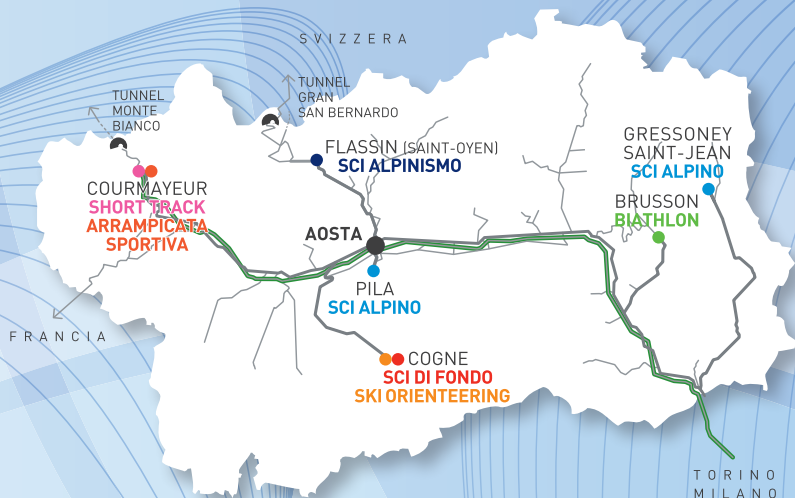 SVIZZERA
TUNNEL
MONTE
BIANCO
TUNNEL
GRAN
SAN BERNARDO
FLASSIN (SAINT-OYEN)
SCI ALPINISMO
GRESSONEY
SAINT-JEAN
SCI ALPINO
BRUSSON
BIATHLON
COURMAYEUR
SHORT TRACK
ARRAMPICATA
SPORTIVA
AOSTA
PILA
SCI ALPINO
FRANCIA
COGNE
SCI DI FONDO
SKI ORIENTEERING
TORINO
MILANO